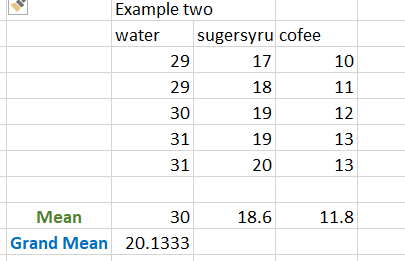 Example two
water sugersyru cofee
29 17 10
29 18 11
30 19 12
31 19 13
31 20 13
Mean 30 18.6 11.8
Grand Mean 20.1333